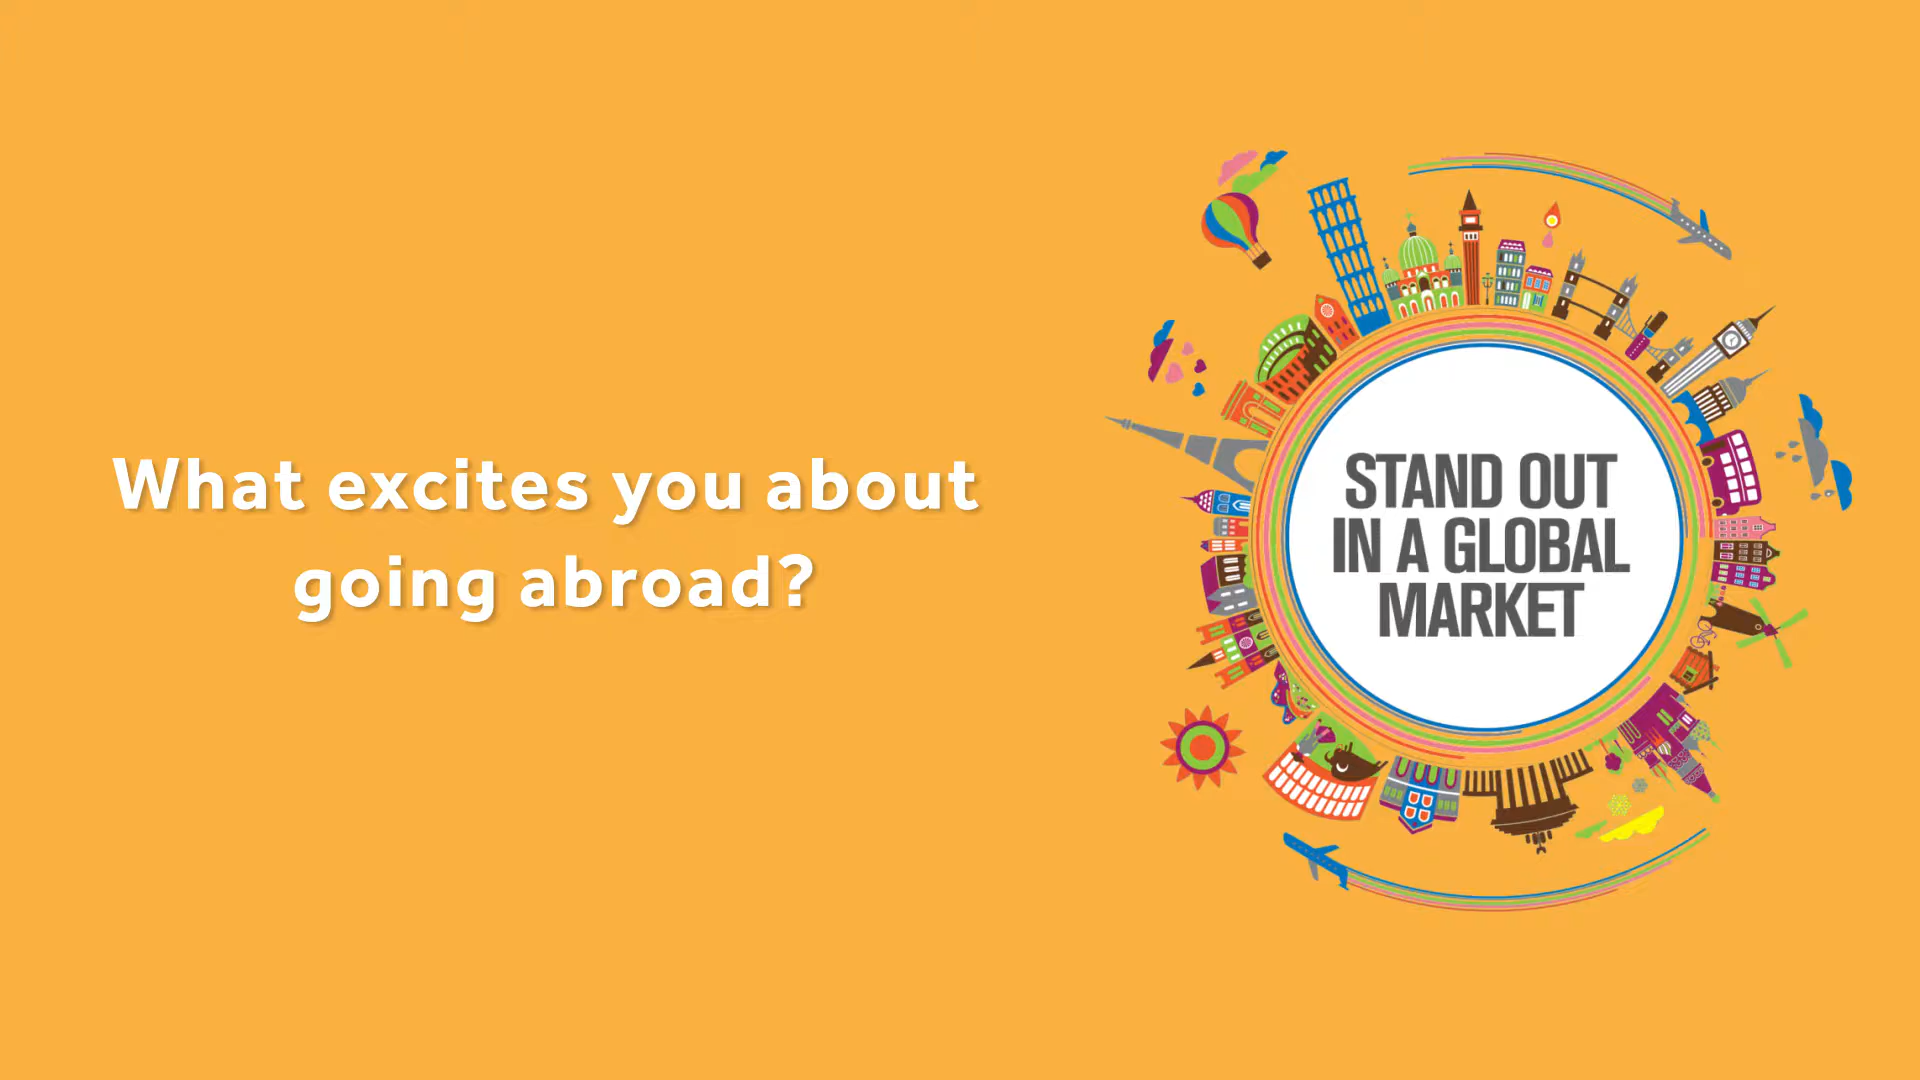 What excites you about
going abroad?
STAND OUT
IN A GLOBAL
MARKET